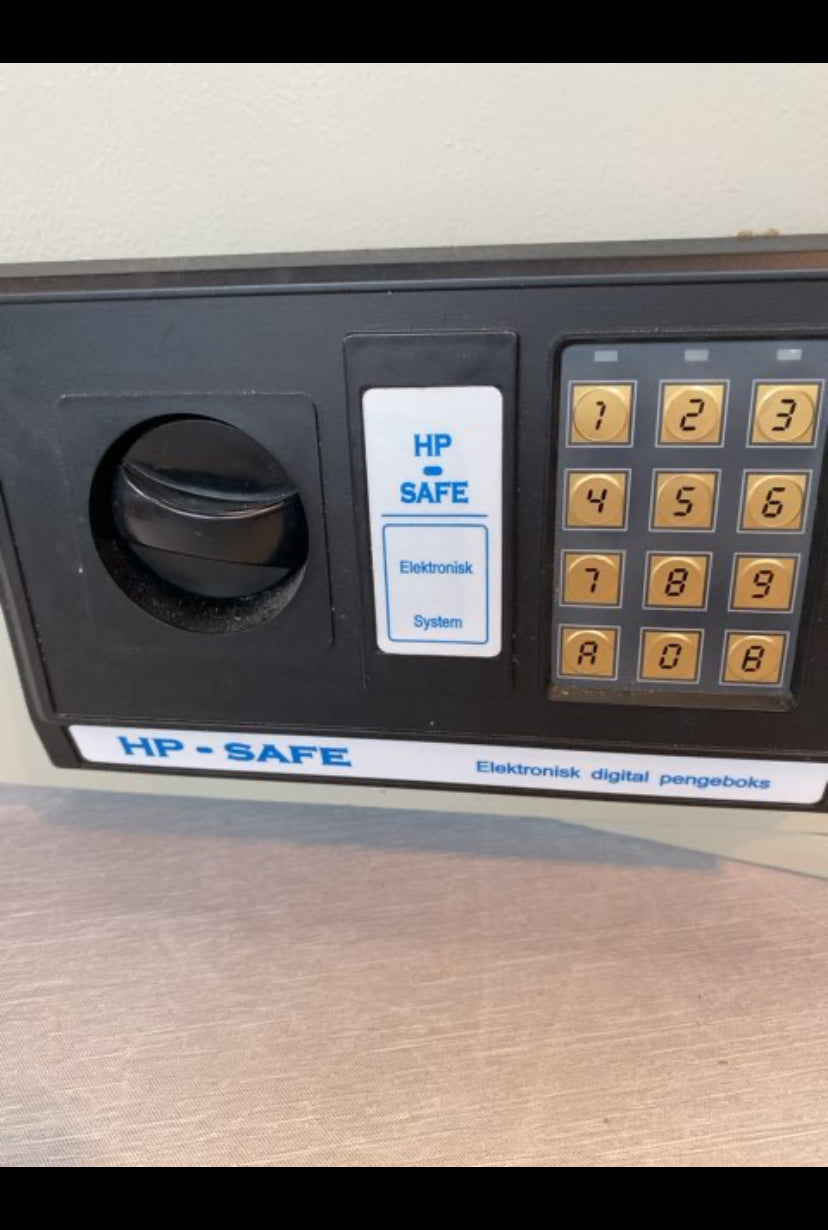 HP
-
SAFE
Elektronisk
System
1 2 3
4 5 6
7 8 9
A 0 B
HP - SAFE
Elektronisk digital pengeboks